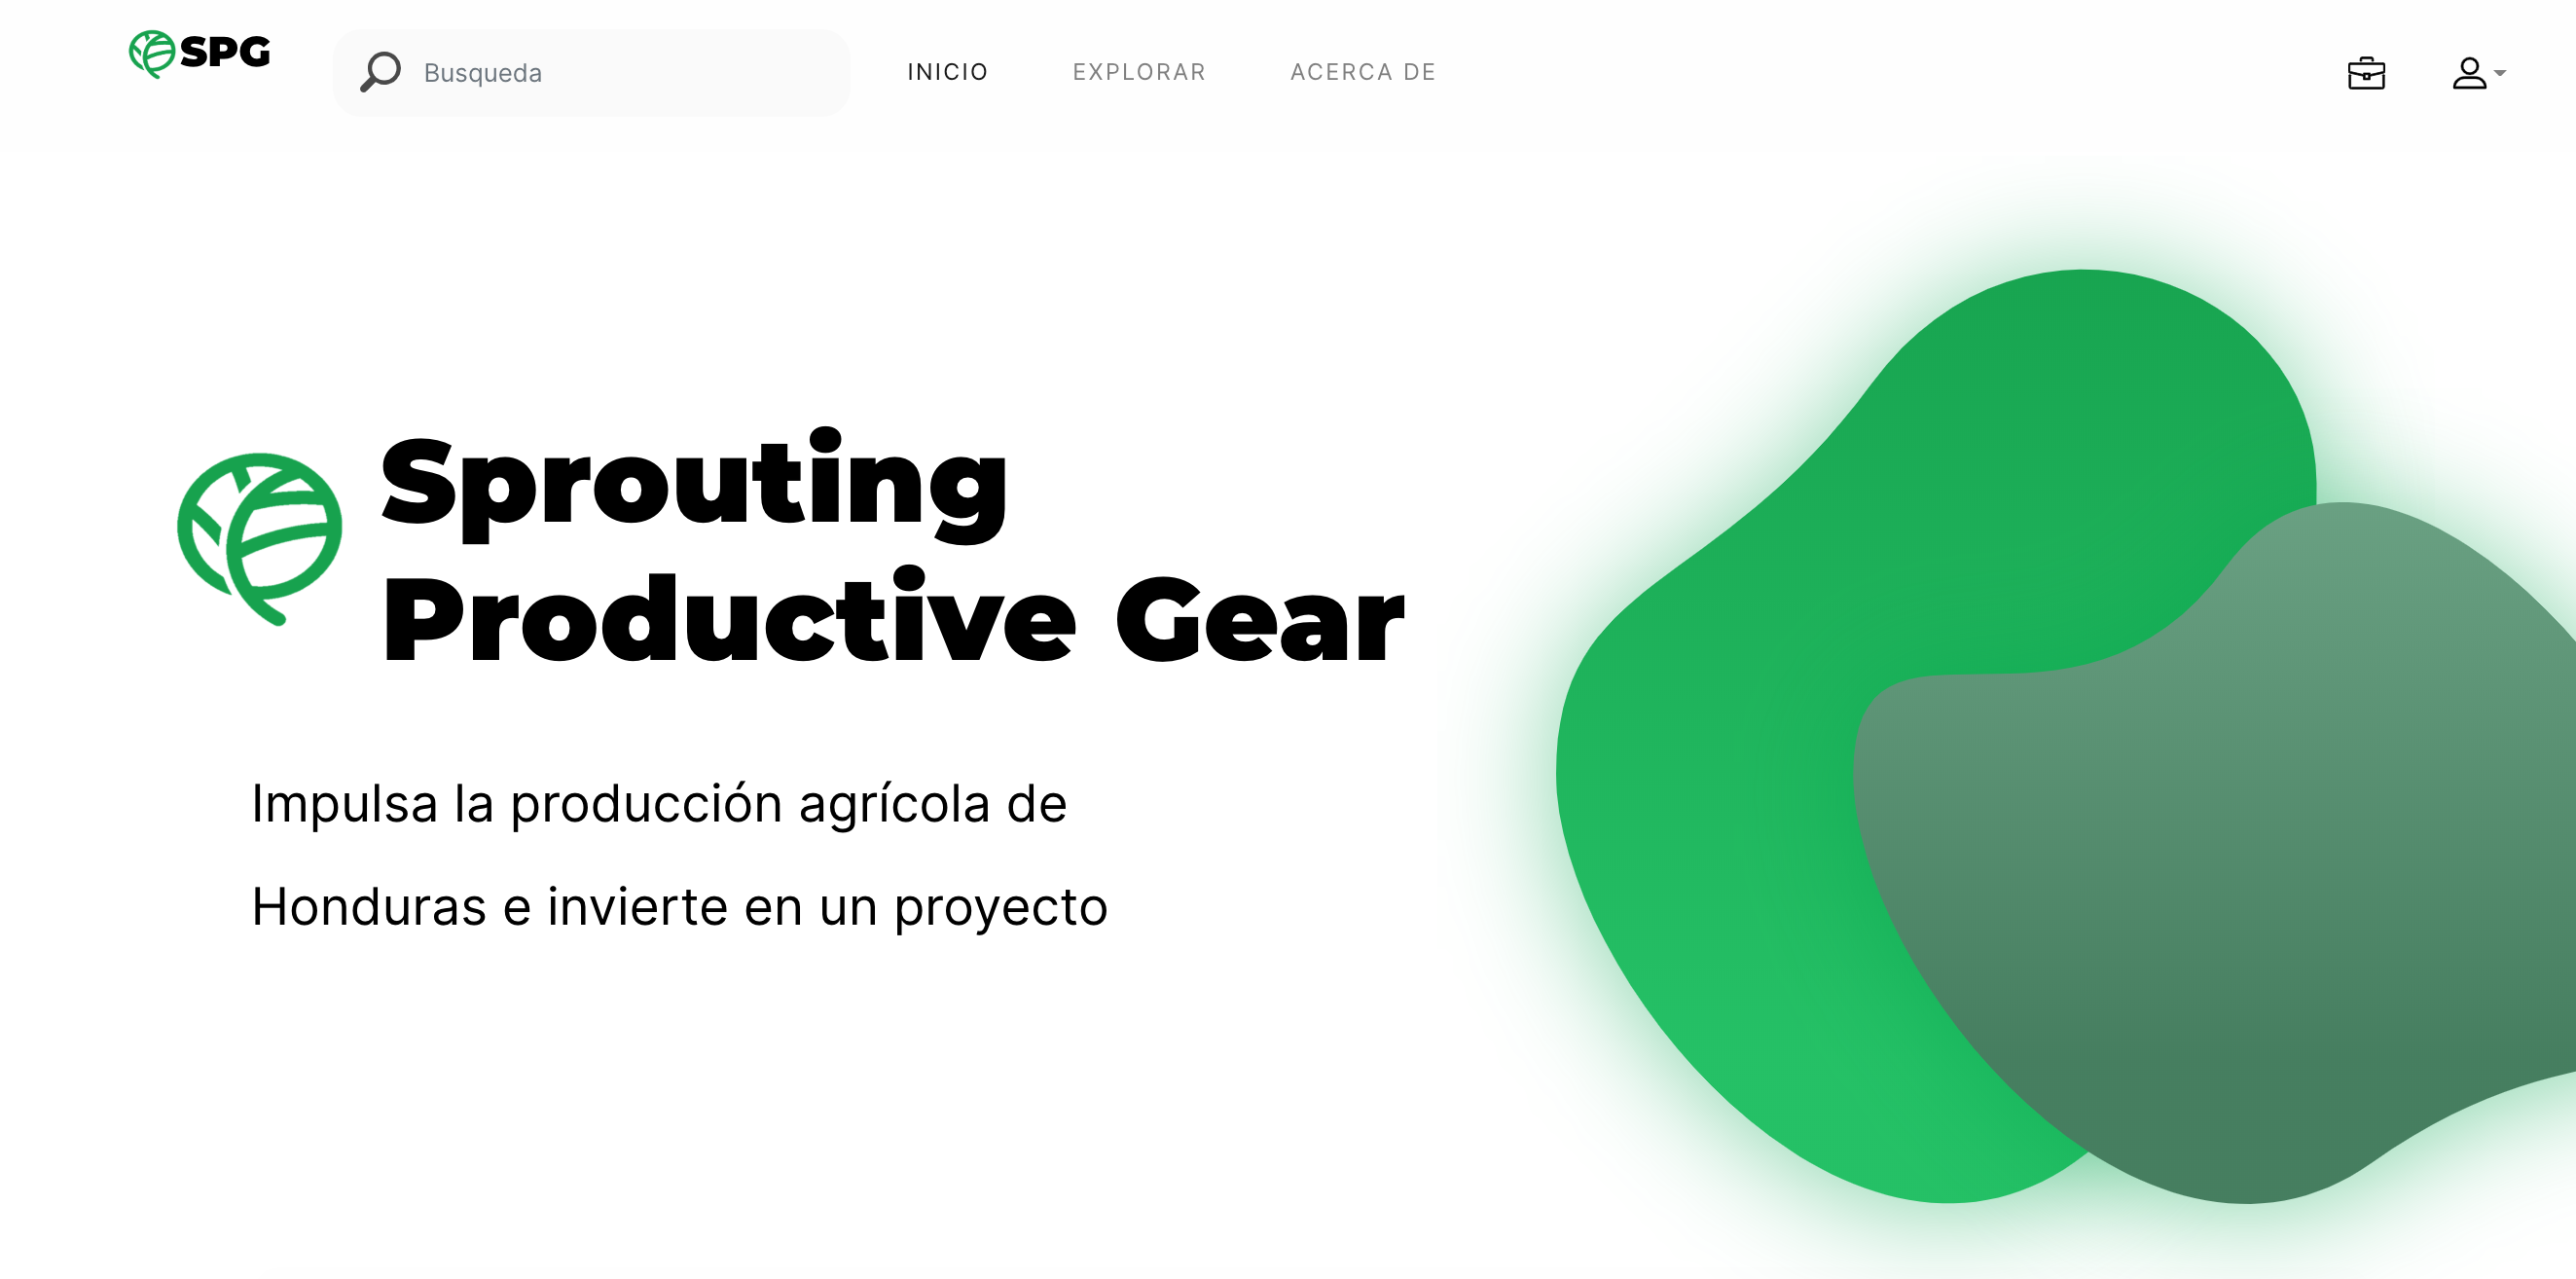 SPG
Busqueda
INICIO
EXPLORAR
ACERCA DE
Sprouting
Productive Gear
Impulsa la producción agrícola de
Honduras e invierte en un proyecto